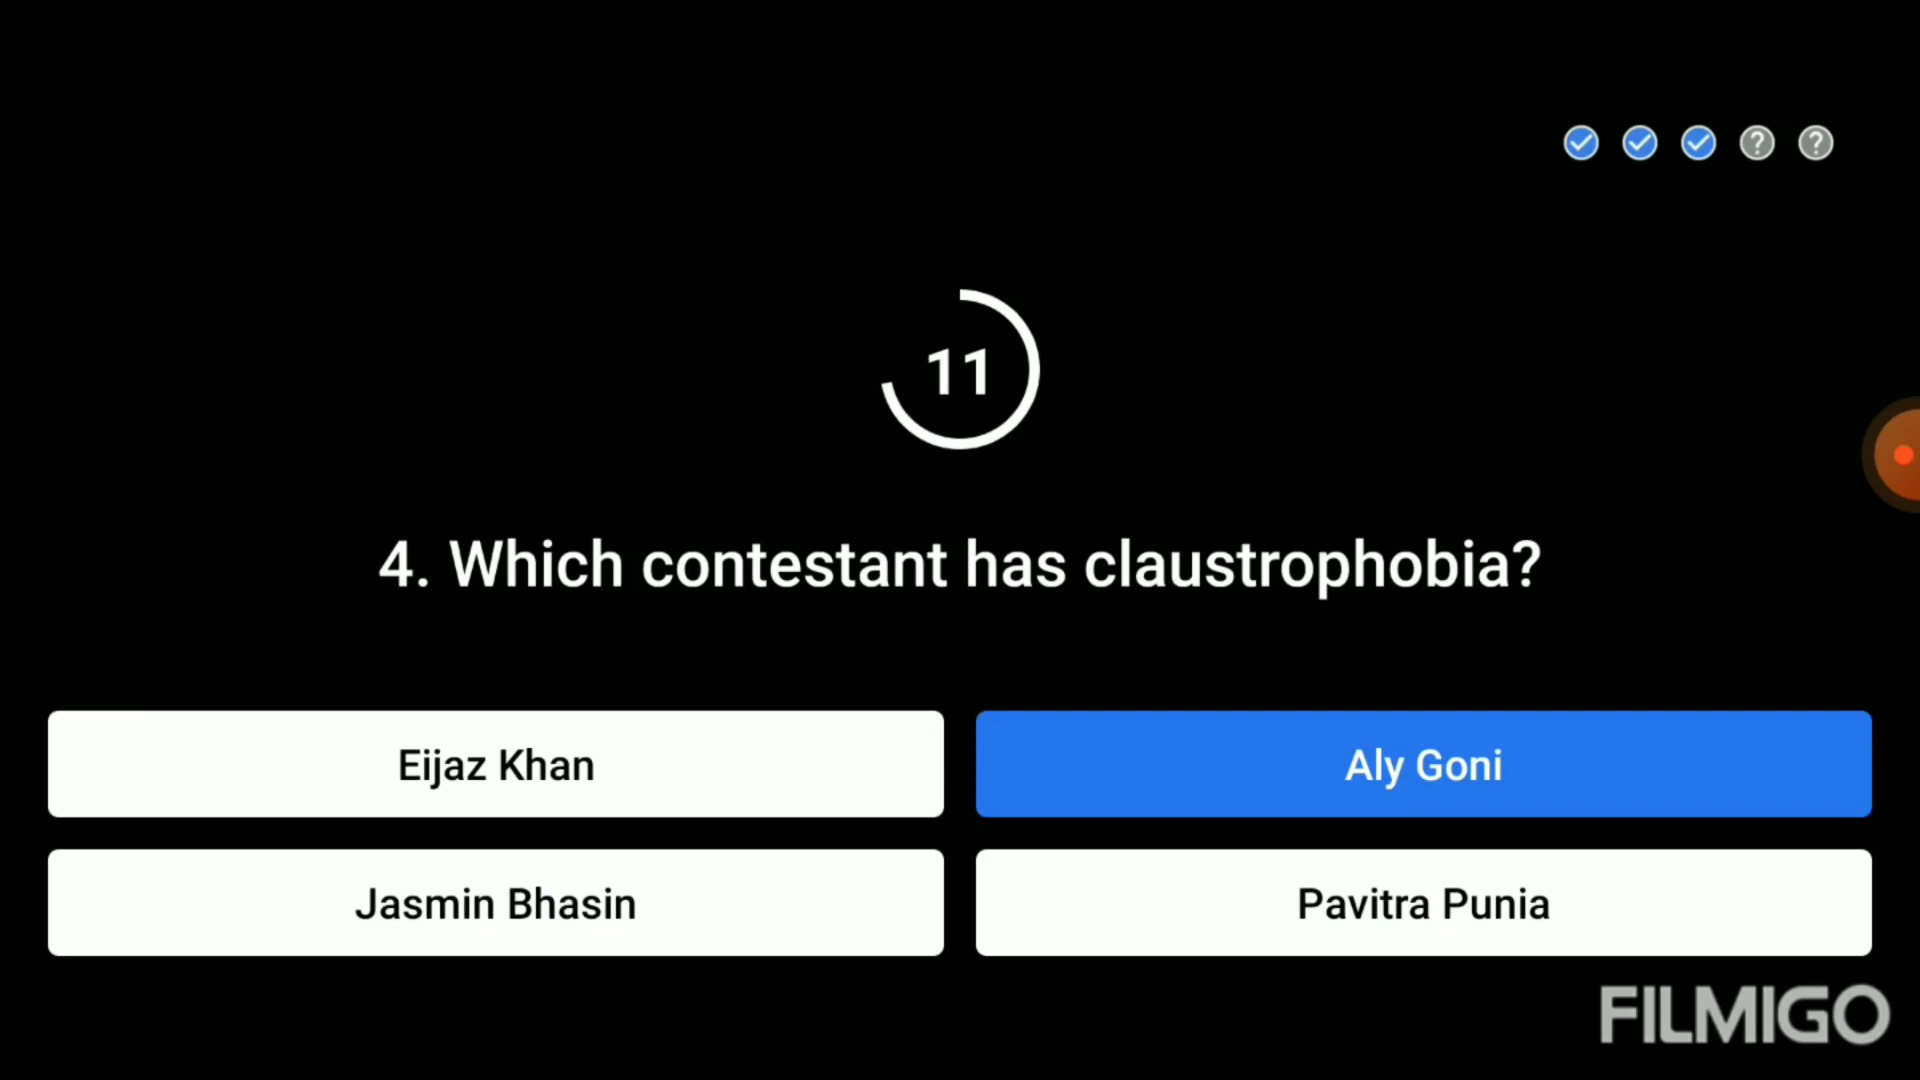 11
4. Which contestant has claustrophobia?
Eijaz Khan
Aly Goni
Jasmin Bhasin
Pavitra Punia
FILMIGO